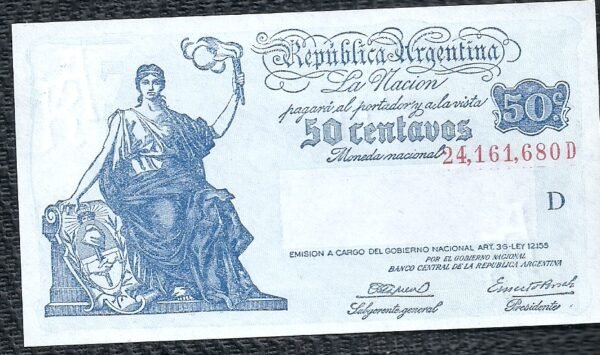 República Argentina
La Nación
pagará al portador y a la vista
50 centavos
50c
Moneda nacional
24,161,680 D
D
EMISION A CARGO DEL GOBIERNO NACIONAL ART. 36-LEY 12155
POR EL GOBIERNO NACIONAL
BANCO CENTRAL DE LA REPUBLICA ARGENTINA
Subgerente general
Presidente